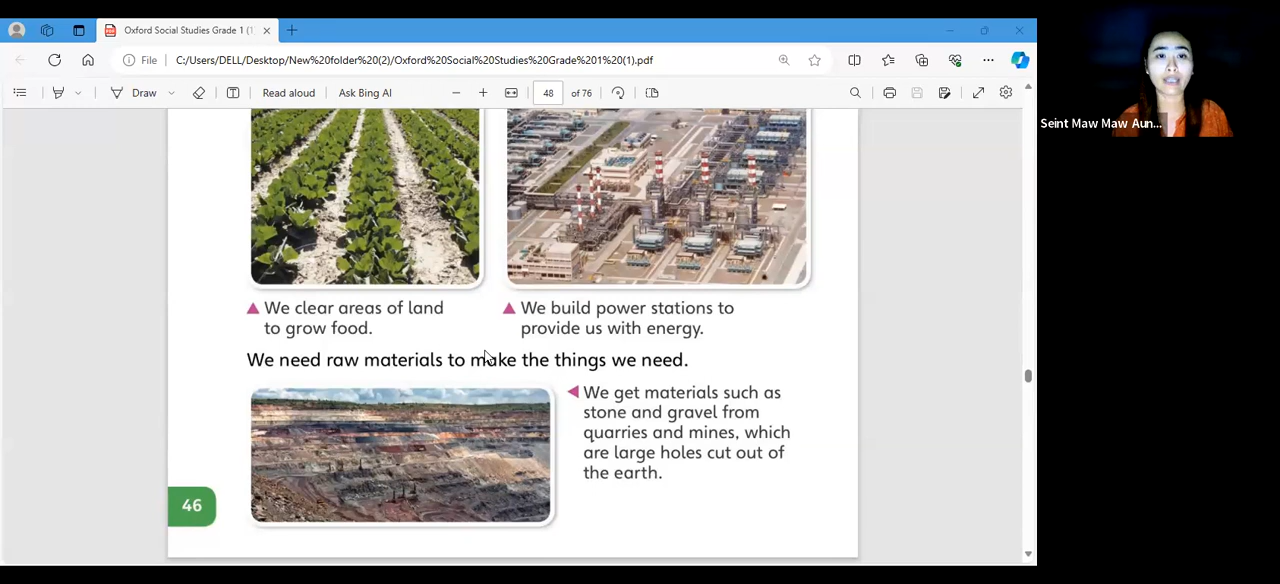 Oxford Social Studies Grade 1 (1
File
C:/Users/DELL/Desktop/New%20folder%20(2)/Oxford%20Social%20Studies%20Grade%201%20(1).pdf
Draw
Read aloud
Ask Bing AI
48
of 76
Seint Maw Maw Aun...
We clear areas of land
to grow food.
We build power stations to
provide us with energy.
We need raw materials to make the things we need.
We get materials such as
stone and gravel from
quarries and mines, which
are large holes cut out of
the earth.
46